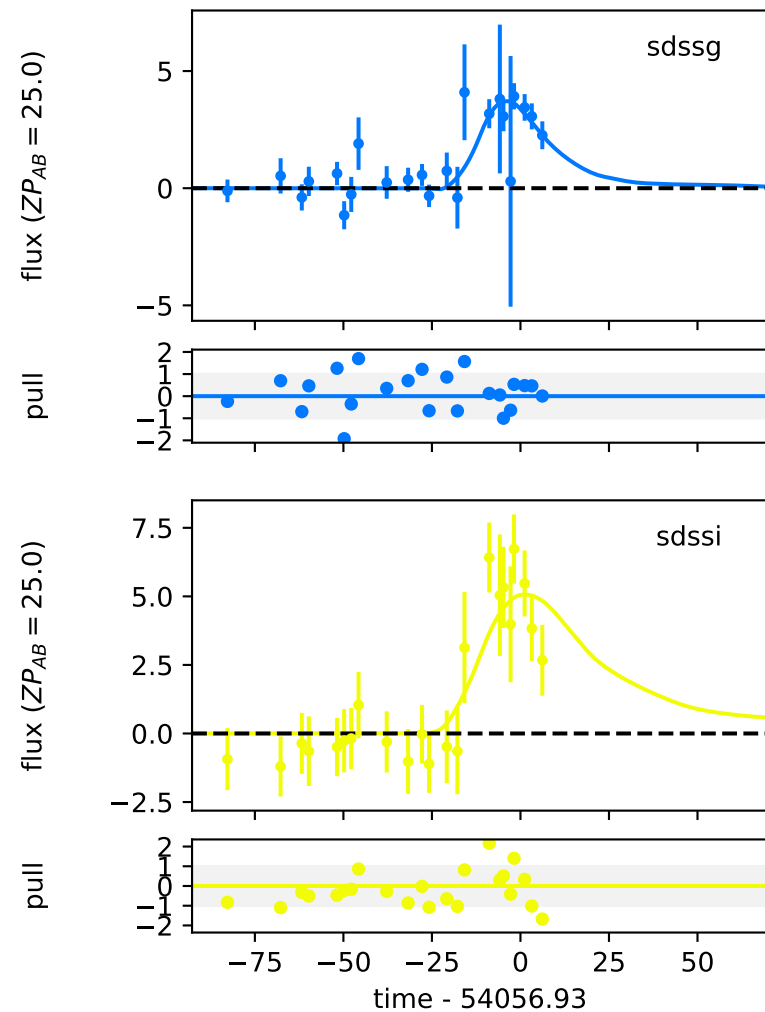 sdssg
flux (ZP_AB = 25.0)
5
0
−5
pull
2
1
0
−1
−2
sdssi
flux (ZP_AB = 25.0)
7.5
5.0
2.5
0.0
−2.5
pull
2
1
0
−1
−2
−75 −50 −25 0 25 50
time - 54056.93